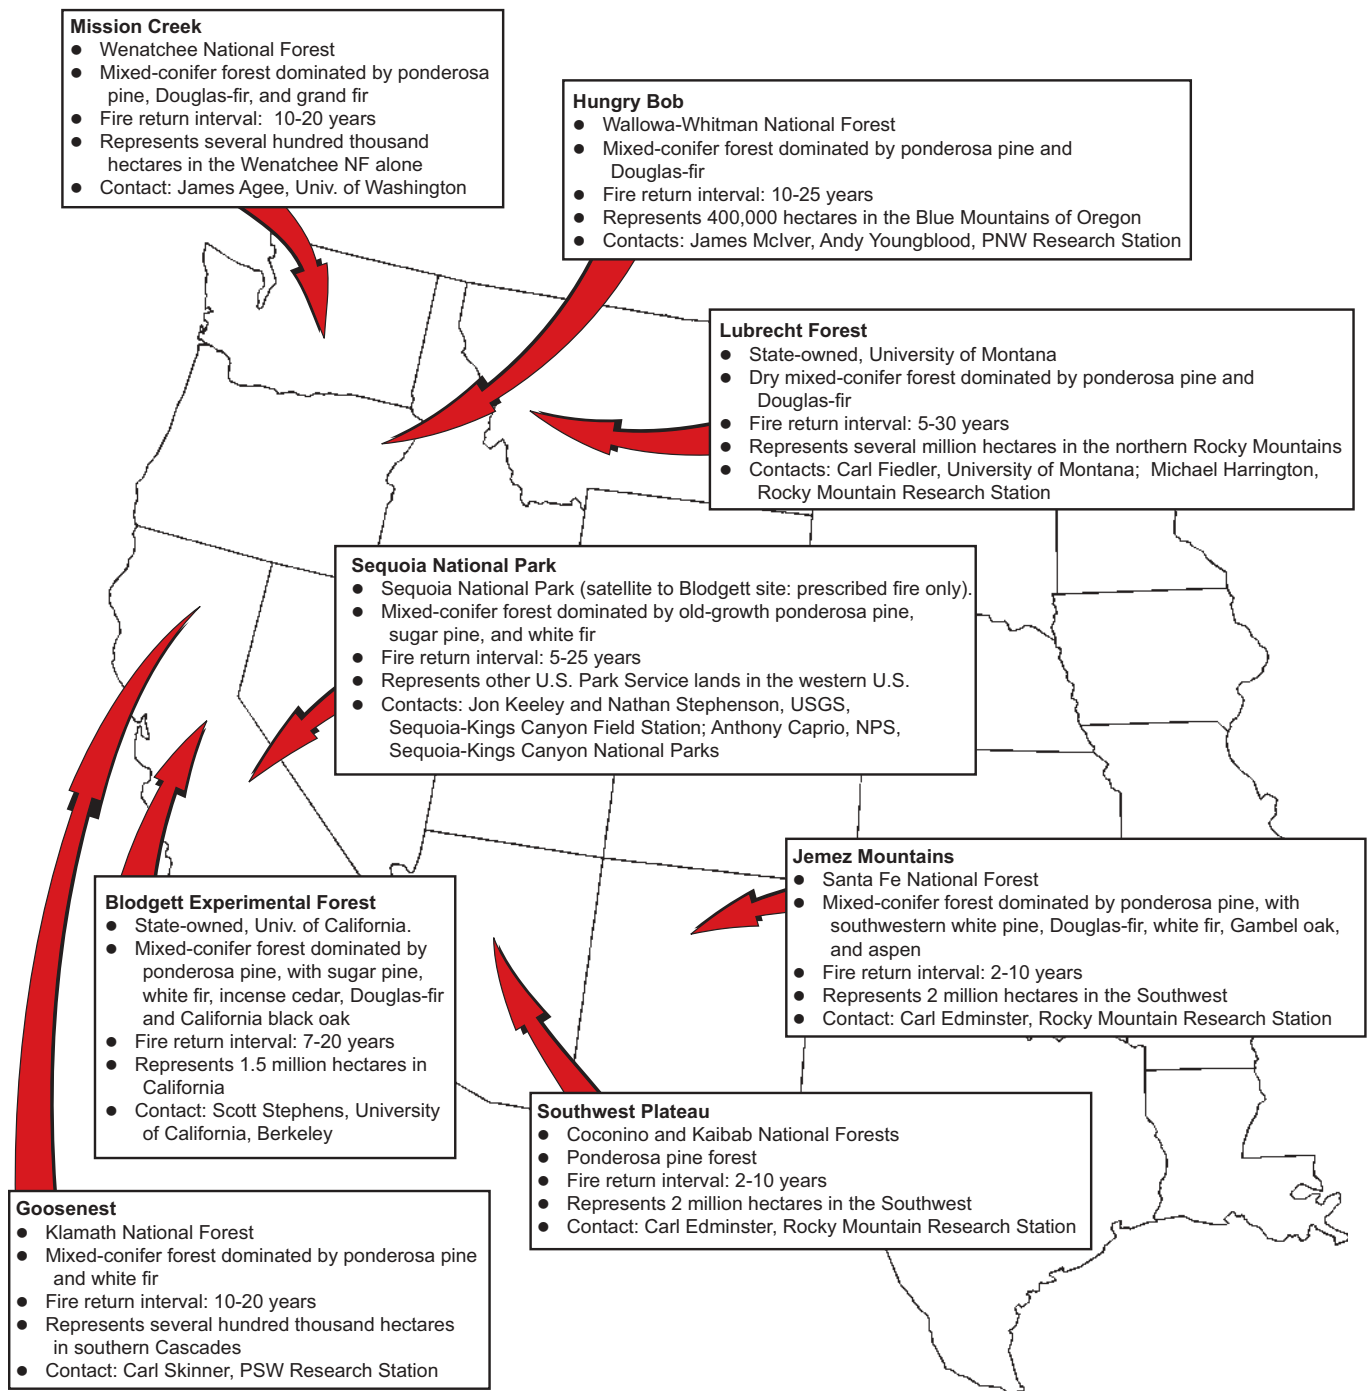 Mission Creek
● Wenatchee National Forest
● Mixed-conifer forest dominated by ponderosa
pine, Douglas-fir, and grand fir
● Fire return interval: 10-20 years
● Represents several hundred thousand
hectares in the Wenatchee NF alone
● Contact: James Agee, Univ. of Washington
Hungry Bob
● Wallowa-Whitman National Forest
● Mixed-conifer forest dominated by ponderosa pine and
Douglas-fir
● Fire return interval: 10-25 years
● Represents 400,000 hectares in the Blue Mountains of Oregon
● Contacts: James McIver, Andy Youngblood, PNW Research Station
Lubrecht Forest
● State-owned, University of Montana
● Dry mixed-conifer forest dominated by ponderosa pine and
Douglas-fir
● Fire return interval: 5-30 years
● Represents several million hectares in the northern Rocky Mountains
● Contacts: Carl Fiedler, University of Montana; Michael Harrington,
Rocky Mountain Research Station
Sequoia National Park
● Sequoia National Park (satellite to Blodgett site: prescribed fire only).
● Mixed-conifer forest dominated by old-growth ponderosa pine,
sugar pine, and white fir
● Fire return interval: 5-25 years
● Represents other U.S. Park Service lands in the western U.S.
● Contacts: Jon Keeley and Nathan Stephenson, USGS,
Sequoia-Kings Canyon Field Station; Anthony Caprio, NPS,
Sequoia-Kings Canyon National Parks
Jemez Mountains
● Santa Fe National Forest
● Mixed-conifer forest dominated by ponderosa pine, with
southwestern white pine, Douglas-fir, white fir, Gambel oak,
and aspen
● Fire return interval: 2-10 years
● Represents 2 million hectares in the Southwest
● Contact: Carl Edminster, Rocky Mountain Research Station
Blodgett Experimental Forest
● State-owned, Univ. of California.
● Mixed-conifer forest dominated by
ponderosa pine, with sugar pine,
white fir, incense cedar, Douglas-fir
and California black oak
● Fire return interval: 7-20 years
● Represents 1.5 million hectares in
California
● Contact: Scott Stephens, University
of California, Berkeley
Southwest Plateau
● Coconino and Kaibab National Forests
● Ponderosa pine forest
● Fire return interval: 2-10 years
● Represents 2 million hectares in the Southwest
● Contact: Carl Edminster, Rocky Mountain Research Station
Goosenest
● Klamath National Forest
● Mixed-conifer forest dominated by ponderosa pine
and white fir
● Fire return interval: 10-20 years
● Represents several hundred thousand hectares
in southern Cascades
● Contact: Carl Skinner, PSW Research Station